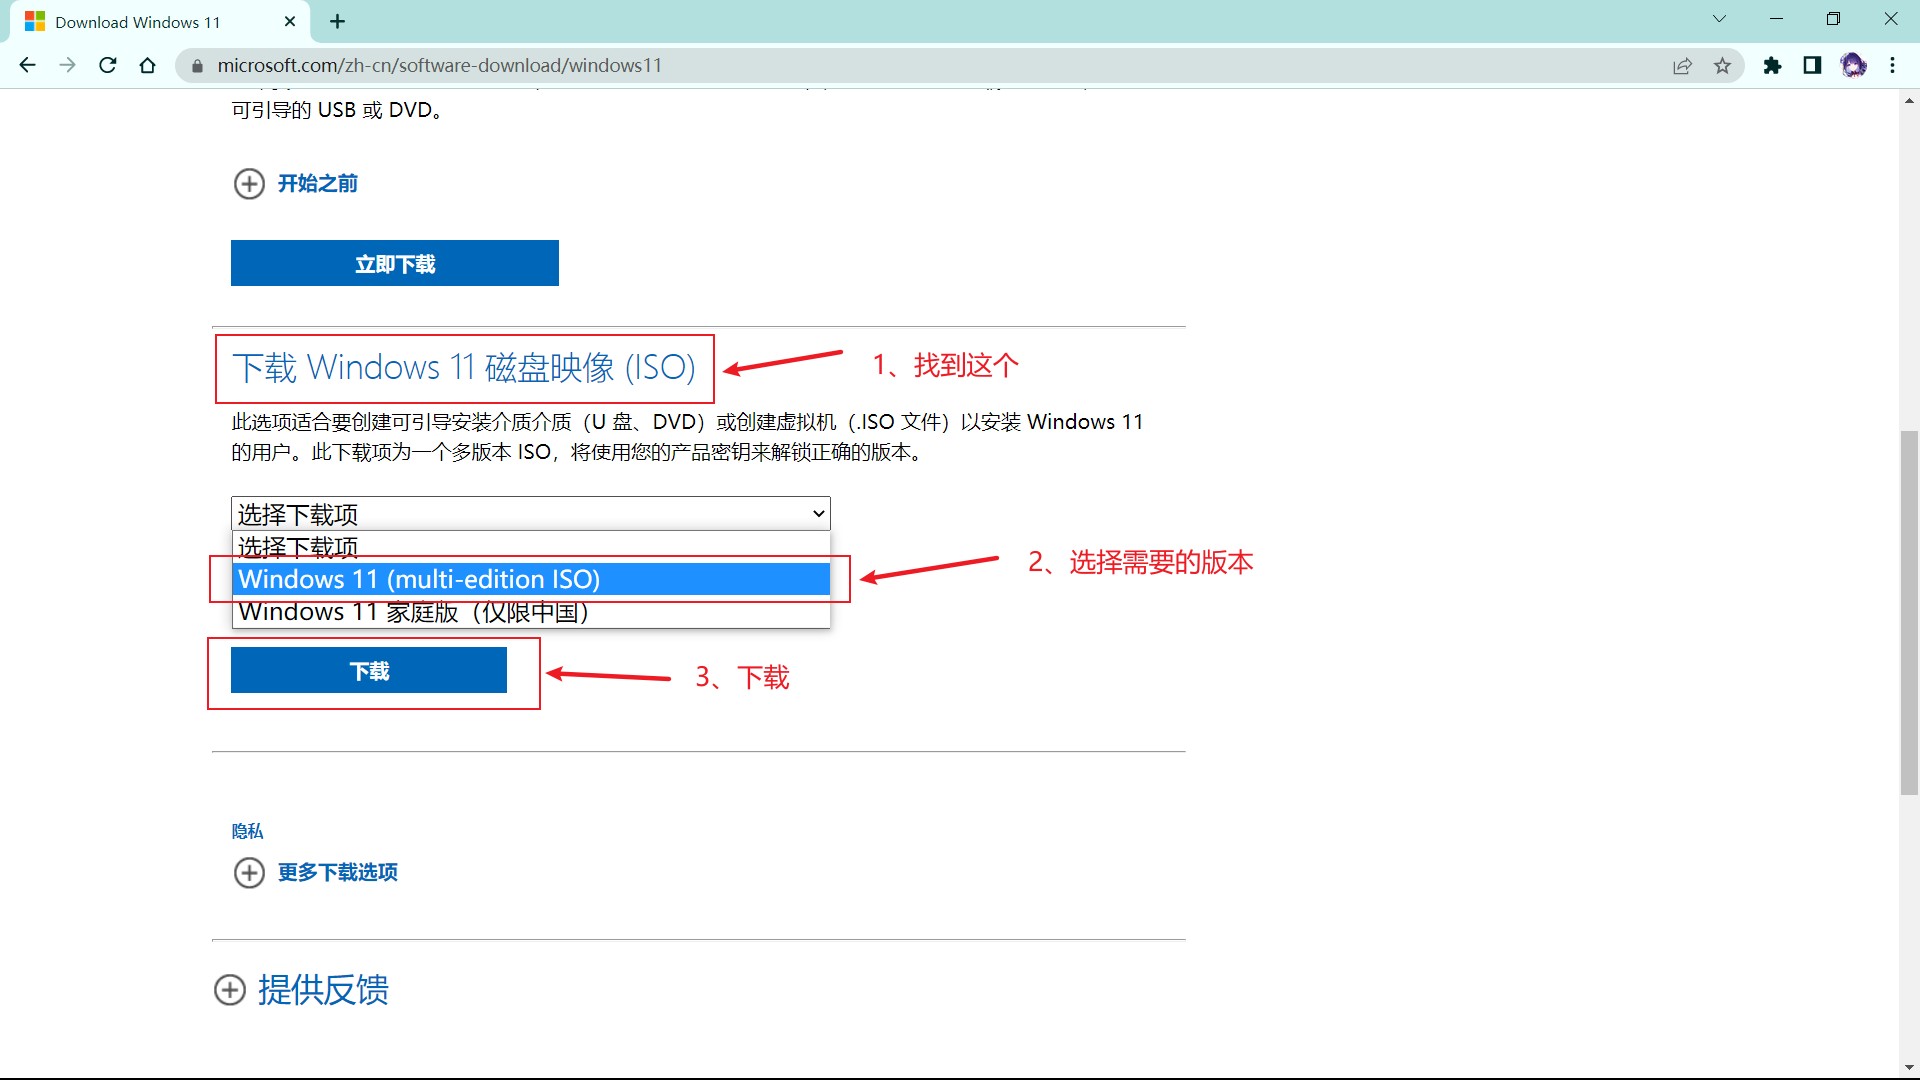 Download Windows 11
microsoft.com/zh-cn/software-download/windows11
可引导的 USB 或 DVD。
开始之前
立即下载
下载 Windows 11 磁盘映像 (ISO)
1、找到这个
此选项适合要创建可引导安装介质介质（U 盘、DVD）或创建虚拟机（.ISO 文件）以安装 Windows 11
的用户。此下载项为一个多版本 ISO，将使用您的产品密钥来解锁正确的版本。
选择下载项
选择下载项
Windows 11 (multi-edition ISO)
2、选择需要的版本
Windows 11 家庭版（仅限中国）
下载
3、下载
隐私
更多下载选项
提供反馈